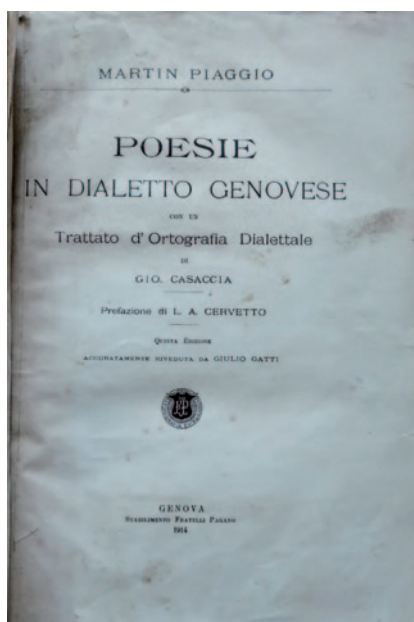 MARTIN PIAGGIO
POESIE
IN DIALETTO GENOVESE
CON UN
Trattato d'Ortografia Dialettale
DI
GIO. CASACCIA
Prefazione di L. A. CERVETTO
QUINTA EDIZIONE
ACCURATAMENTE RIVEDUTA DA GIULIO GATTI
GENOVA
STABILIMENTO FRATELLI PAGANO